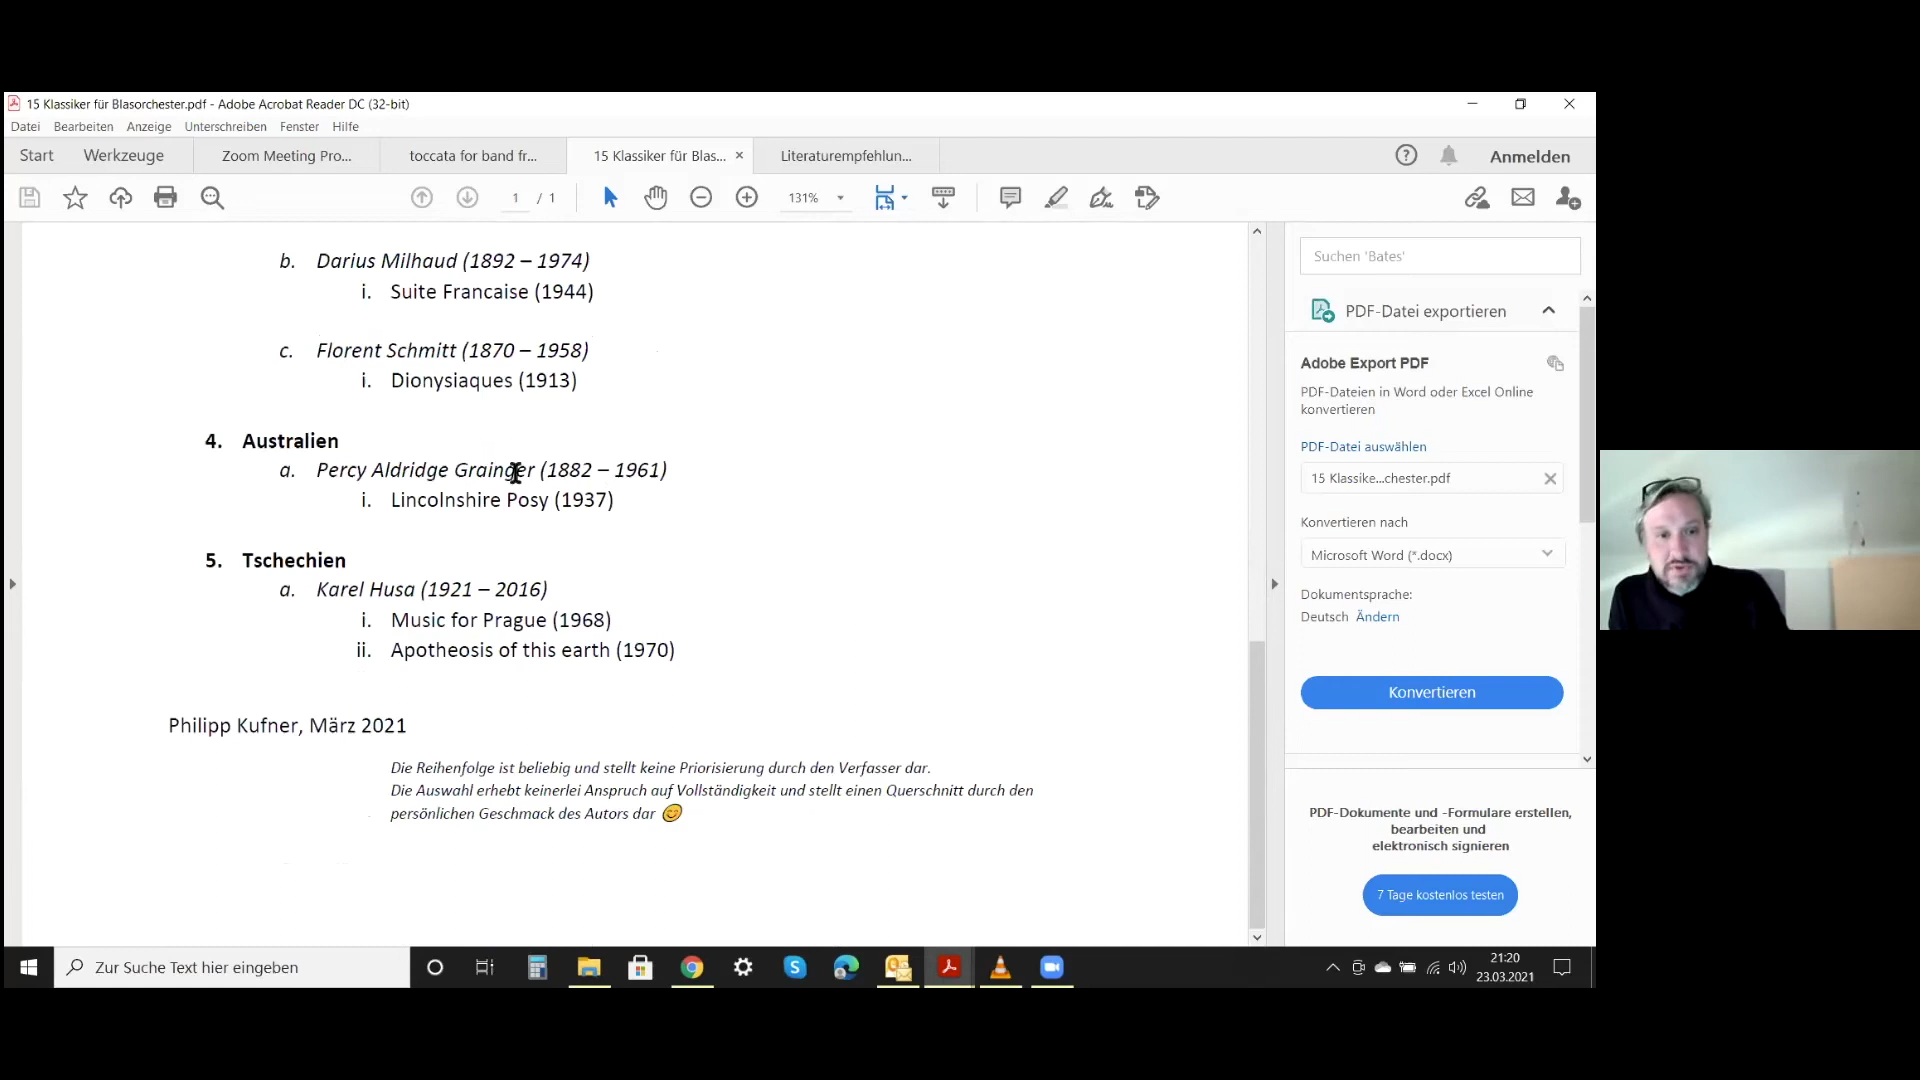 15 Klassiker für Blasorchester.pdf - Adobe Acrobat Reader DC (32-bit)
Datei Bearbeiten Anzeige Unterschreiben Fenster Hilfe
Start Werkzeuge Zoom Meeting Pro... toccata for band fr... 15 Klassiker für Blas... Literaturempfehlun... Anmelden
1 / 1 131%
b. Darius Milhaud (1892 – 1974)
i. Suite Francaise (1944)
c. Florent Schmitt (1870 – 1958)
i. Dionysiaques (1913)
4. Australien
a. Percy Aldridge Grainger (1882 – 1961)
i. Lincolnshire Posy (1937)
5. Tschechien
a. Karel Husa (1921 – 2016)
i. Music for Prague (1968)
ii. Apotheosis of this earth (1970)
Philipp Kufner, März 2021
Die Reihenfolge ist beliebig und stellt keine Priorisierung durch den Verfasser dar.
Die Auswahl erhebt keinerlei Anspruch auf Vollständigkeit und stellt einen Querschnitt durch den
persönlichen Geschmack des Autors dar 😊
Suchen 'Bates'
PDF-Datei exportieren
Adobe Export PDF
PDF-Dateien in Word oder Excel Online
konvertieren
PDF-Datei auswählen
15 Klassike...chester.pdf
Konvertieren nach
Microsoft Word (*.docx)
Dokumentsprache:
Deutsch Ändern
Konvertieren
PDF-Dokumente und -Formulare erstellen,
bearbeiten und
elektronisch signieren
7 Tage kostenlos testen
Zur Suche Text hier eingeben
21:20
23.03.2021